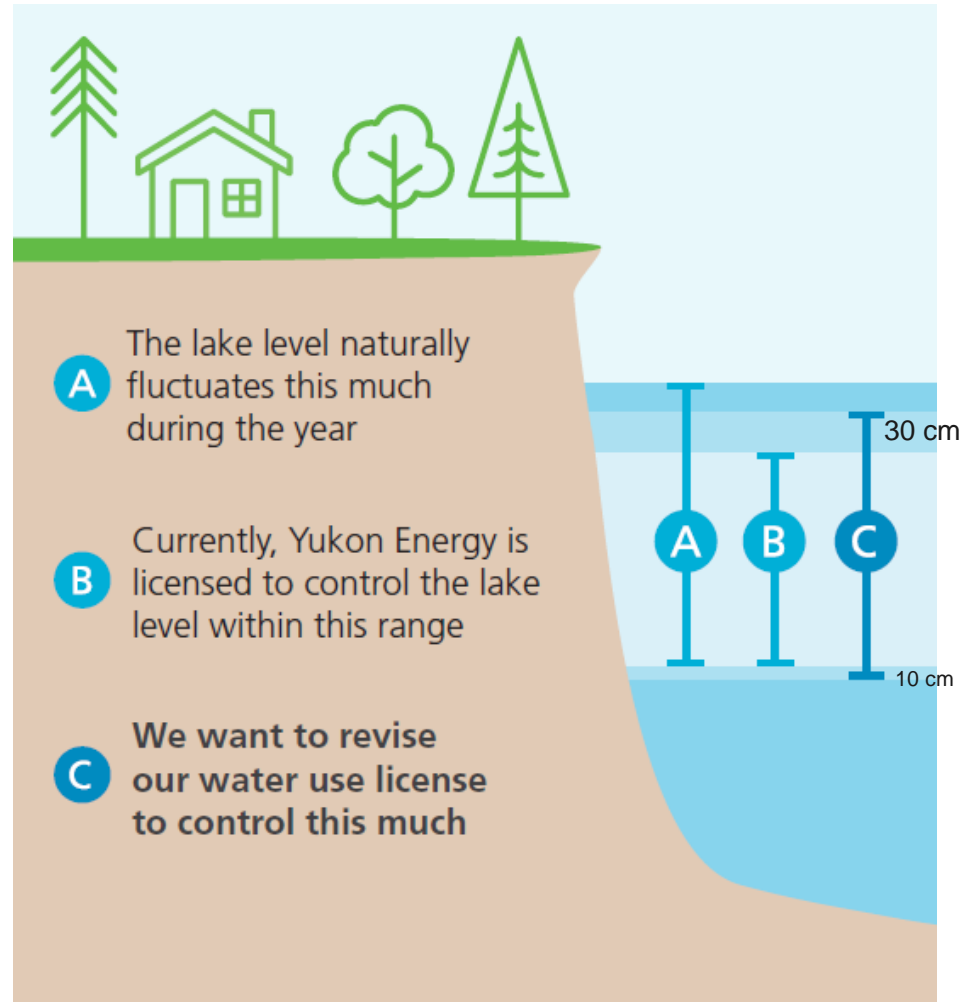 A
The lake level naturally
fluctuates this much
during the year
B
Currently, Yukon Energy is
licensed to control the lake
level within this range
C
We want to revise
our water use license
to control this much
30 cm
A B C
10 cm